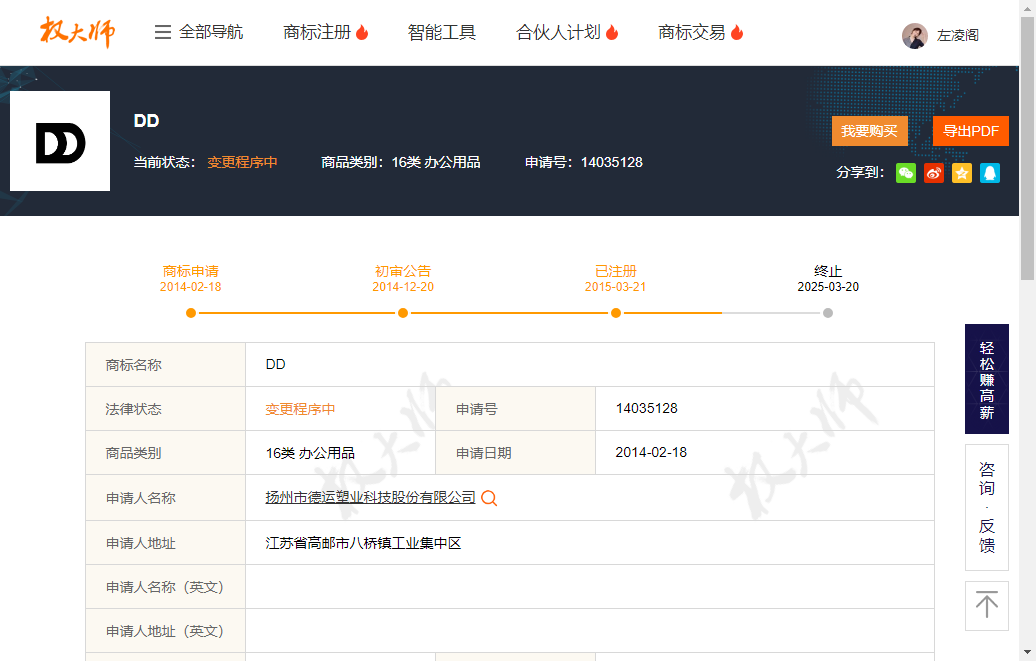 权大师 全部导航 商标注册 智能工具 合伙人计划 商标交易 左凌阁
DD
DD
当前状态： 变更程序中 商品类别：16类 办公用品 申请号：14035128
我要购买 导出PDF
分享到：
商标申请 初审公告 已注册 终止
2014-02-18 2014-12-20 2015-03-21 2025-03-20
商标名称 DD
法律状态 变更程序中 申请号 14035128
商品类别 16类 办公用品 申请日期 2014-02-18
申请人名称 扬州市德运塑业科技股份有限公司
申请人地址 江苏省高邮市八桥镇工业集中区
申请人名称（英文）
申请人地址（英文）
权大师 权大师
轻松赚高薪
咨询·反馈